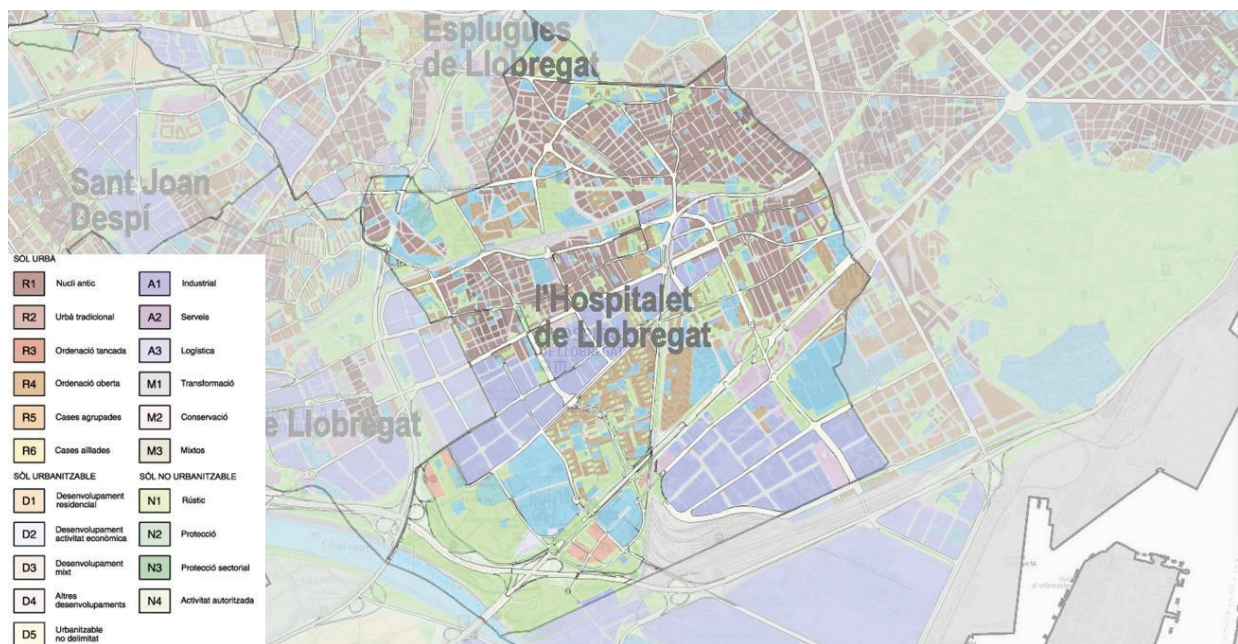 Esplugues
de Llobregat
Sant Joan
Despí
l'Hospitalet
de Llobregat
e Llobregat
SÒL URBÀ
R1 Nucli antic
R2 Urbà tradicional
R3 Ordenació tancada
R4 Ordenació oberta
R5 Cases agrupades
R6 Cases aïllades
A1 Industrial
A2 Serveis
A3 Logística
M1 Transformació
M2 Conservació
M3 Mixtos
SÒL URBANITZABLE
D1 Desenvolupament
residencial
D2 Desenvolupament
activitat econòmica
D3 Desenvolupament
mixt
D4 Altres
desenvolupaments
D5 Urbanitzable
no delimitat
SÒL NO URBANITZABLE
N1 Rústic
N2 Protecció
N3 Protecció sectorial
N4 Activitat autoritzada